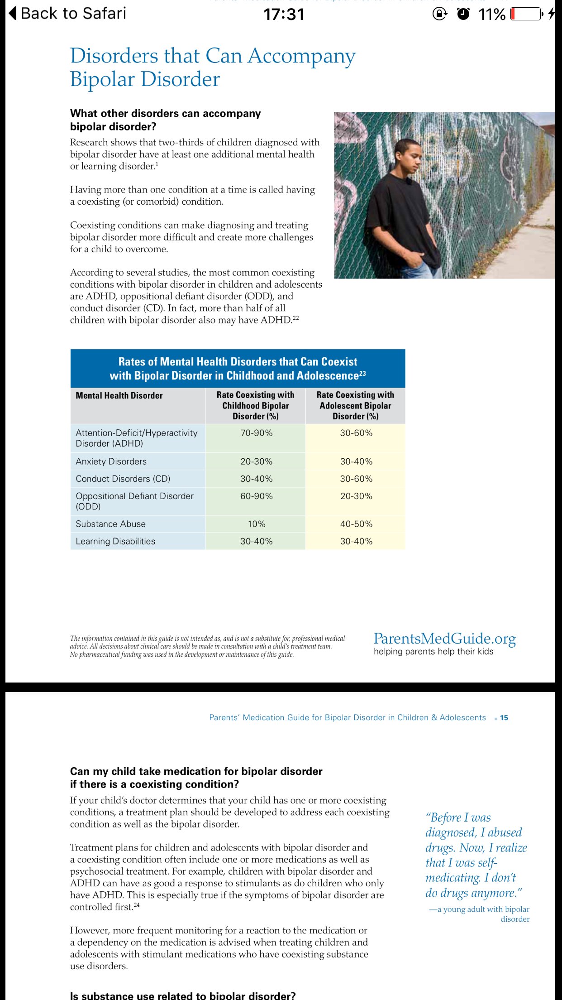 Back to Safari
17:31
11%
Disorders that Can Accompany
Bipolar Disorder
What other disorders can accompany
bipolar disorder?
Research shows that two-thirds of children diagnosed with
bipolar disorder have at least one additional mental health
or learning disorder.1
Having more than one condition at a time is called having
a coexisting (or comorbid) condition.
Coexisting conditions can make diagnosing and treating
bipolar disorder more difficult and create more challenges
for a child to overcome.
According to several studies, the most common coexisting
conditions with bipolar disorder in children and adolescents
are ADHD, oppositional defiant disorder (ODD), and
conduct disorder (CD). In fact, more than half of all
children with bipolar disorder also may have ADHD.22
Rates of Mental Health Disorders that Can Coexist
with Bipolar Disorder in Childhood and Adolescence23
Mental Health Disorder
Rate Coexisting with
Childhood Bipolar
Disorder (%)
Rate Coexisting with
Adolescent Bipolar
Disorder (%)
Attention-Deficit/Hyperactivity
Disorder (ADHD)
70-90%
30-60%
Anxiety Disorders
20-30%
30-40%
Conduct Disorders (CD)
30-40%
30-60%
Oppositional Defiant Disorder
(ODD)
60-90%
20-30%
Substance Abuse
10%
40-50%
Learning Disabilities
30-40%
30-40%
The information contained in this guide is not intended as, and is not a substitute for, professional medical
advice. All decisions about clinical care should be made in consultation with a child's treatment team.
No pharmaceutical funding was used in the development or maintenance of this guide.
ParentsMedGuide.org
helping parents help their kids
Parents' Medication Guide for Bipolar Disorder in Children & Adolescents ■ 15
Can my child take medication for bipolar disorder
if there is a coexisting condition?
If your child's doctor determines that your child has one or more coexisting
conditions, a treatment plan should be developed to address each coexisting
condition as well as the bipolar disorder.
Treatment plans for children and adolescents with bipolar disorder and
a coexisting condition often include one or more medications as well as
psychosocial treatment. For example, children with bipolar disorder and
ADHD can have as good a response to stimulants as do children who only
have ADHD. This is especially true if the symptoms of bipolar disorder are
controlled first.24
However, more frequent monitoring for a reaction to the medication or
a dependency on the medication is advised when treating children and
adolescents with stimulant medications who have coexisting substance
use disorders.
"Before I was
diagnosed, I abused
drugs. Now, I realize
that I was self-
medicating. I don't
do drugs anymore."
—a young adult with bipolar
disorder
Is substance use related to bipolar disorder?